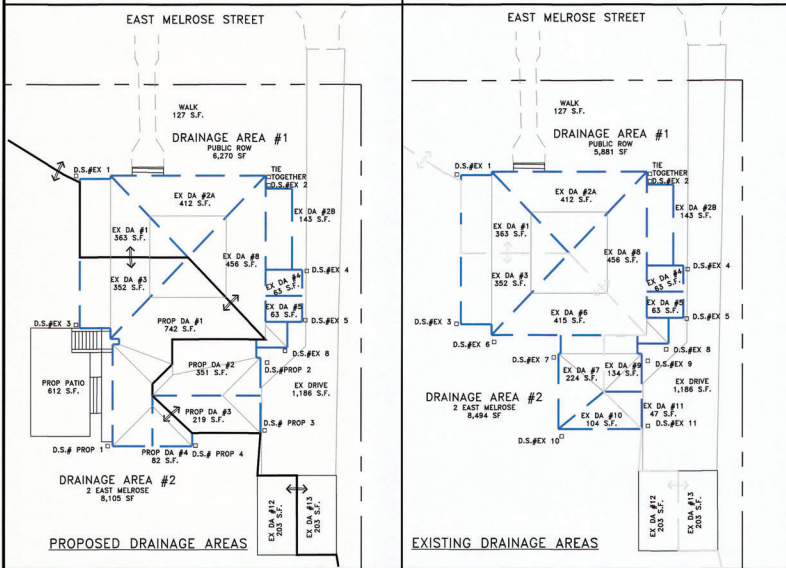 EAST MELROSE STREET
WALK
127 S.F.
DRAINAGE AREA #1
PUBLIC ROW
6,270 SF
D.S.#EX 1
TIE
TOGETHER
D.S.#EX 2
EX DA #2A
412 S.F.
EX DA #2B
143 S.F.
EX DA #1
363 S.F.
EX DA #8
456 S.F.
EX DA #3
352 S.F.
EX DA #4
63 S.F.
D.S.#EX 4
EX DA #5
63 S.F.
D.S.#EX 5
D.S.#EX 3
PROP DA #1
742 S.F.
D.S.#EX 8
PROP DA #2
351 S.F.
D.S.#PROP 2
PROP PATIO
612 S.F.
EX DRIVE
1,186 S.F.
PROP DA #3
219 S.F.
D.S.# PROP 3
D.S.# PROP 1
PROP DA #4
82 S.F.
D.S.# PROP 4
DRAINAGE AREA #2
2 EAST MELROSE
8,105 SF
EX DA #12
203 S.F.
EX DA #13
203 S.F.
PROPOSED DRAINAGE AREAS
EAST MELROSE STREET
WALK
127 S.F.
DRAINAGE AREA #1
PUBLIC ROW
5,881 SF
D.S.#EX 1
TIE
TOGETHER
D.S.#EX 2
EX DA #2A
412 S.F.
EX DA #2B
143 S.F.
EX DA #1
363 S.F.
EX DA #8
456 S.F.
EX DA #3
352 S.F.
EX DA #4
63 S.F.
D.S.#EX 4
EX DA #5
63 S.F.
D.S.#EX 5
EX DA #6
415 S.F.
D.S.#EX 3
D.S.#EX 6
D.S.#EX 8
D.S.#EX 7
EX DA #7
224 S.F.
EX DA #9
134 S.F.
D.S.#EX 9
EX DRIVE
1,186 S.F.
DRAINAGE AREA #2
2 EAST MELROSE
8,494 SF
EX DA #10
104 S.F.
EX DA #11
47 S.F.
D.S.#EX 11
D.S.#EX 10
EX DA #12
203 S.F.
EX DA #13
203 S.F.
EXISTING DRAINAGE AREAS